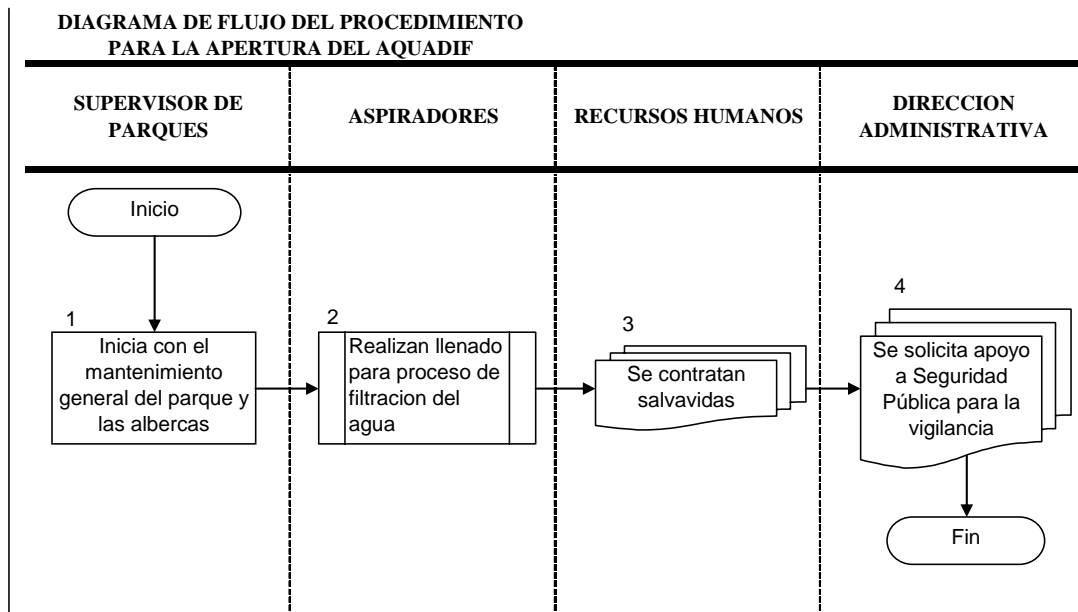 DIAGRAMA DE FLUJO DEL PROCEDIMIENTO
PARA LA APERTURA DEL AQUADIF
SUPERVISOR DE
PARQUES
ASPIRADORES
RECURSOS HUMANOS
DIRECCION
ADMINISTRATIVA
Inicio
1
Inicia con el
mantenimiento
general del parque y
las albercas
2
Realizan llenado
para proceso de
filtracion del
agua
3
Se contratan
salvavidas
4
Se solicita apoyo
a Seguridad
Pública para la
vigilancia
Fin